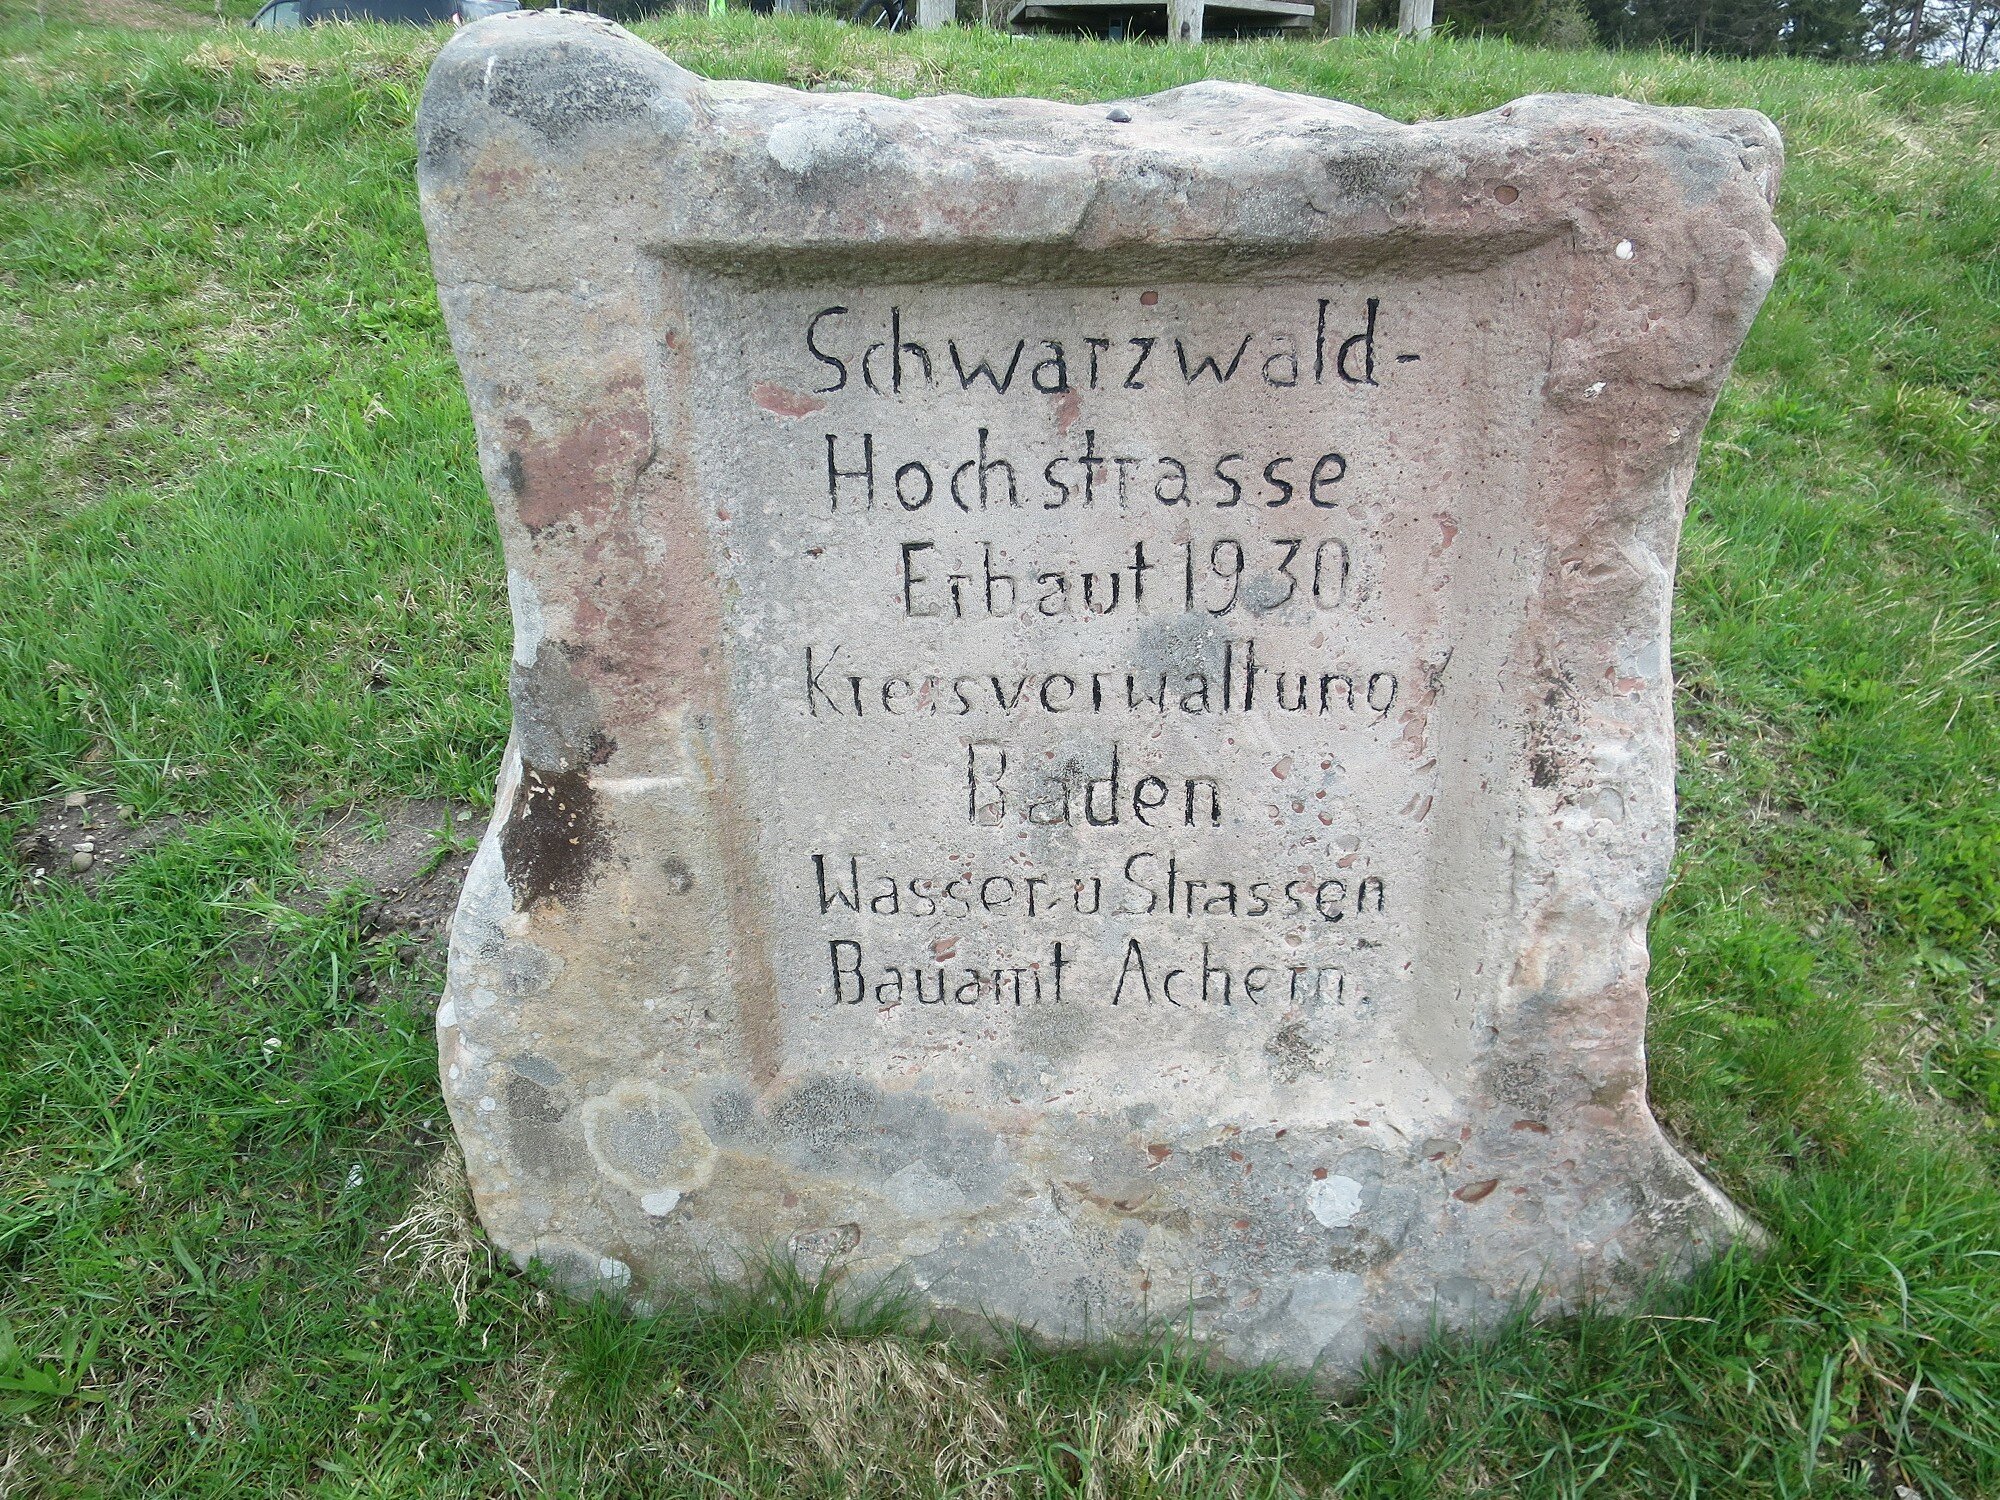 Schwarzwald-
Hochstrasse
Erbaut 1930
Kreisverwaltung
Baden
Wasser- u Strassen
Bauamt Achern.